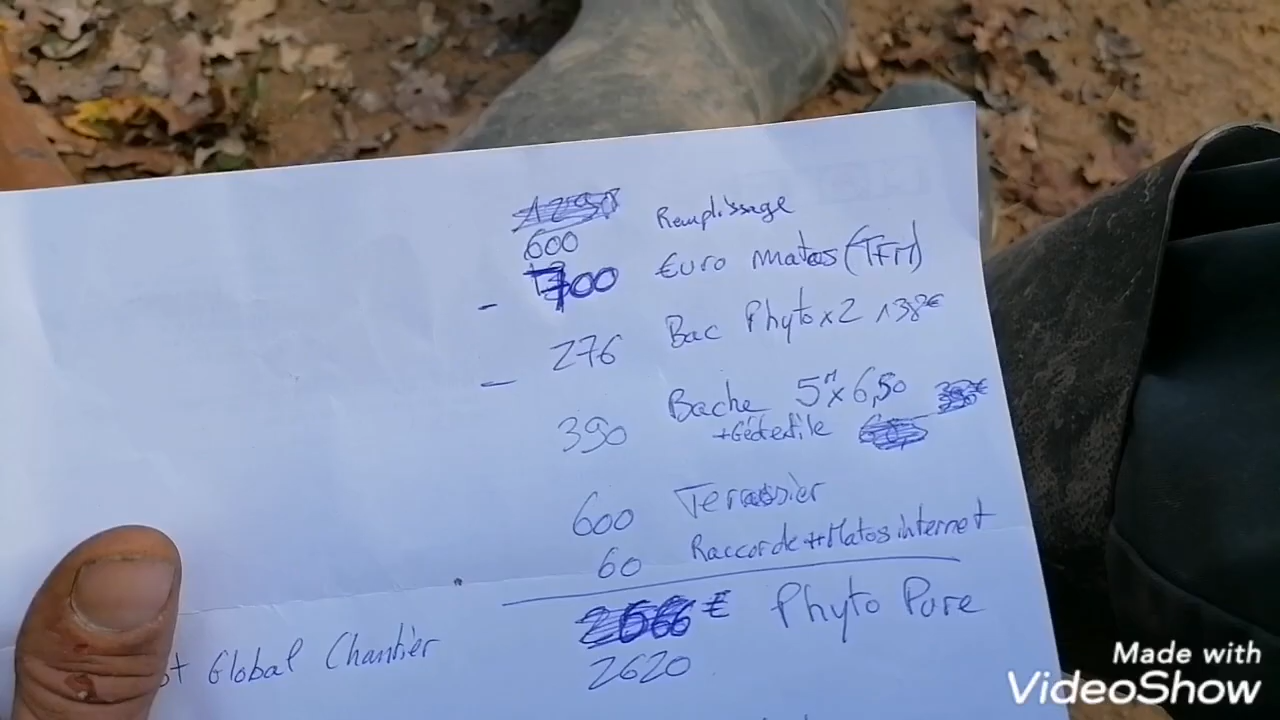 Remplissage
600
- 700 Euro Matos (TFM)
- 276 Bac Phyto x2 138€
390 Bache 5m x 6,50
+Géotextile
600 Terrassier
60 Raccorde + Matos internet
€ Phyto Pure
Global Chantier 2620
Made with
VideoShow